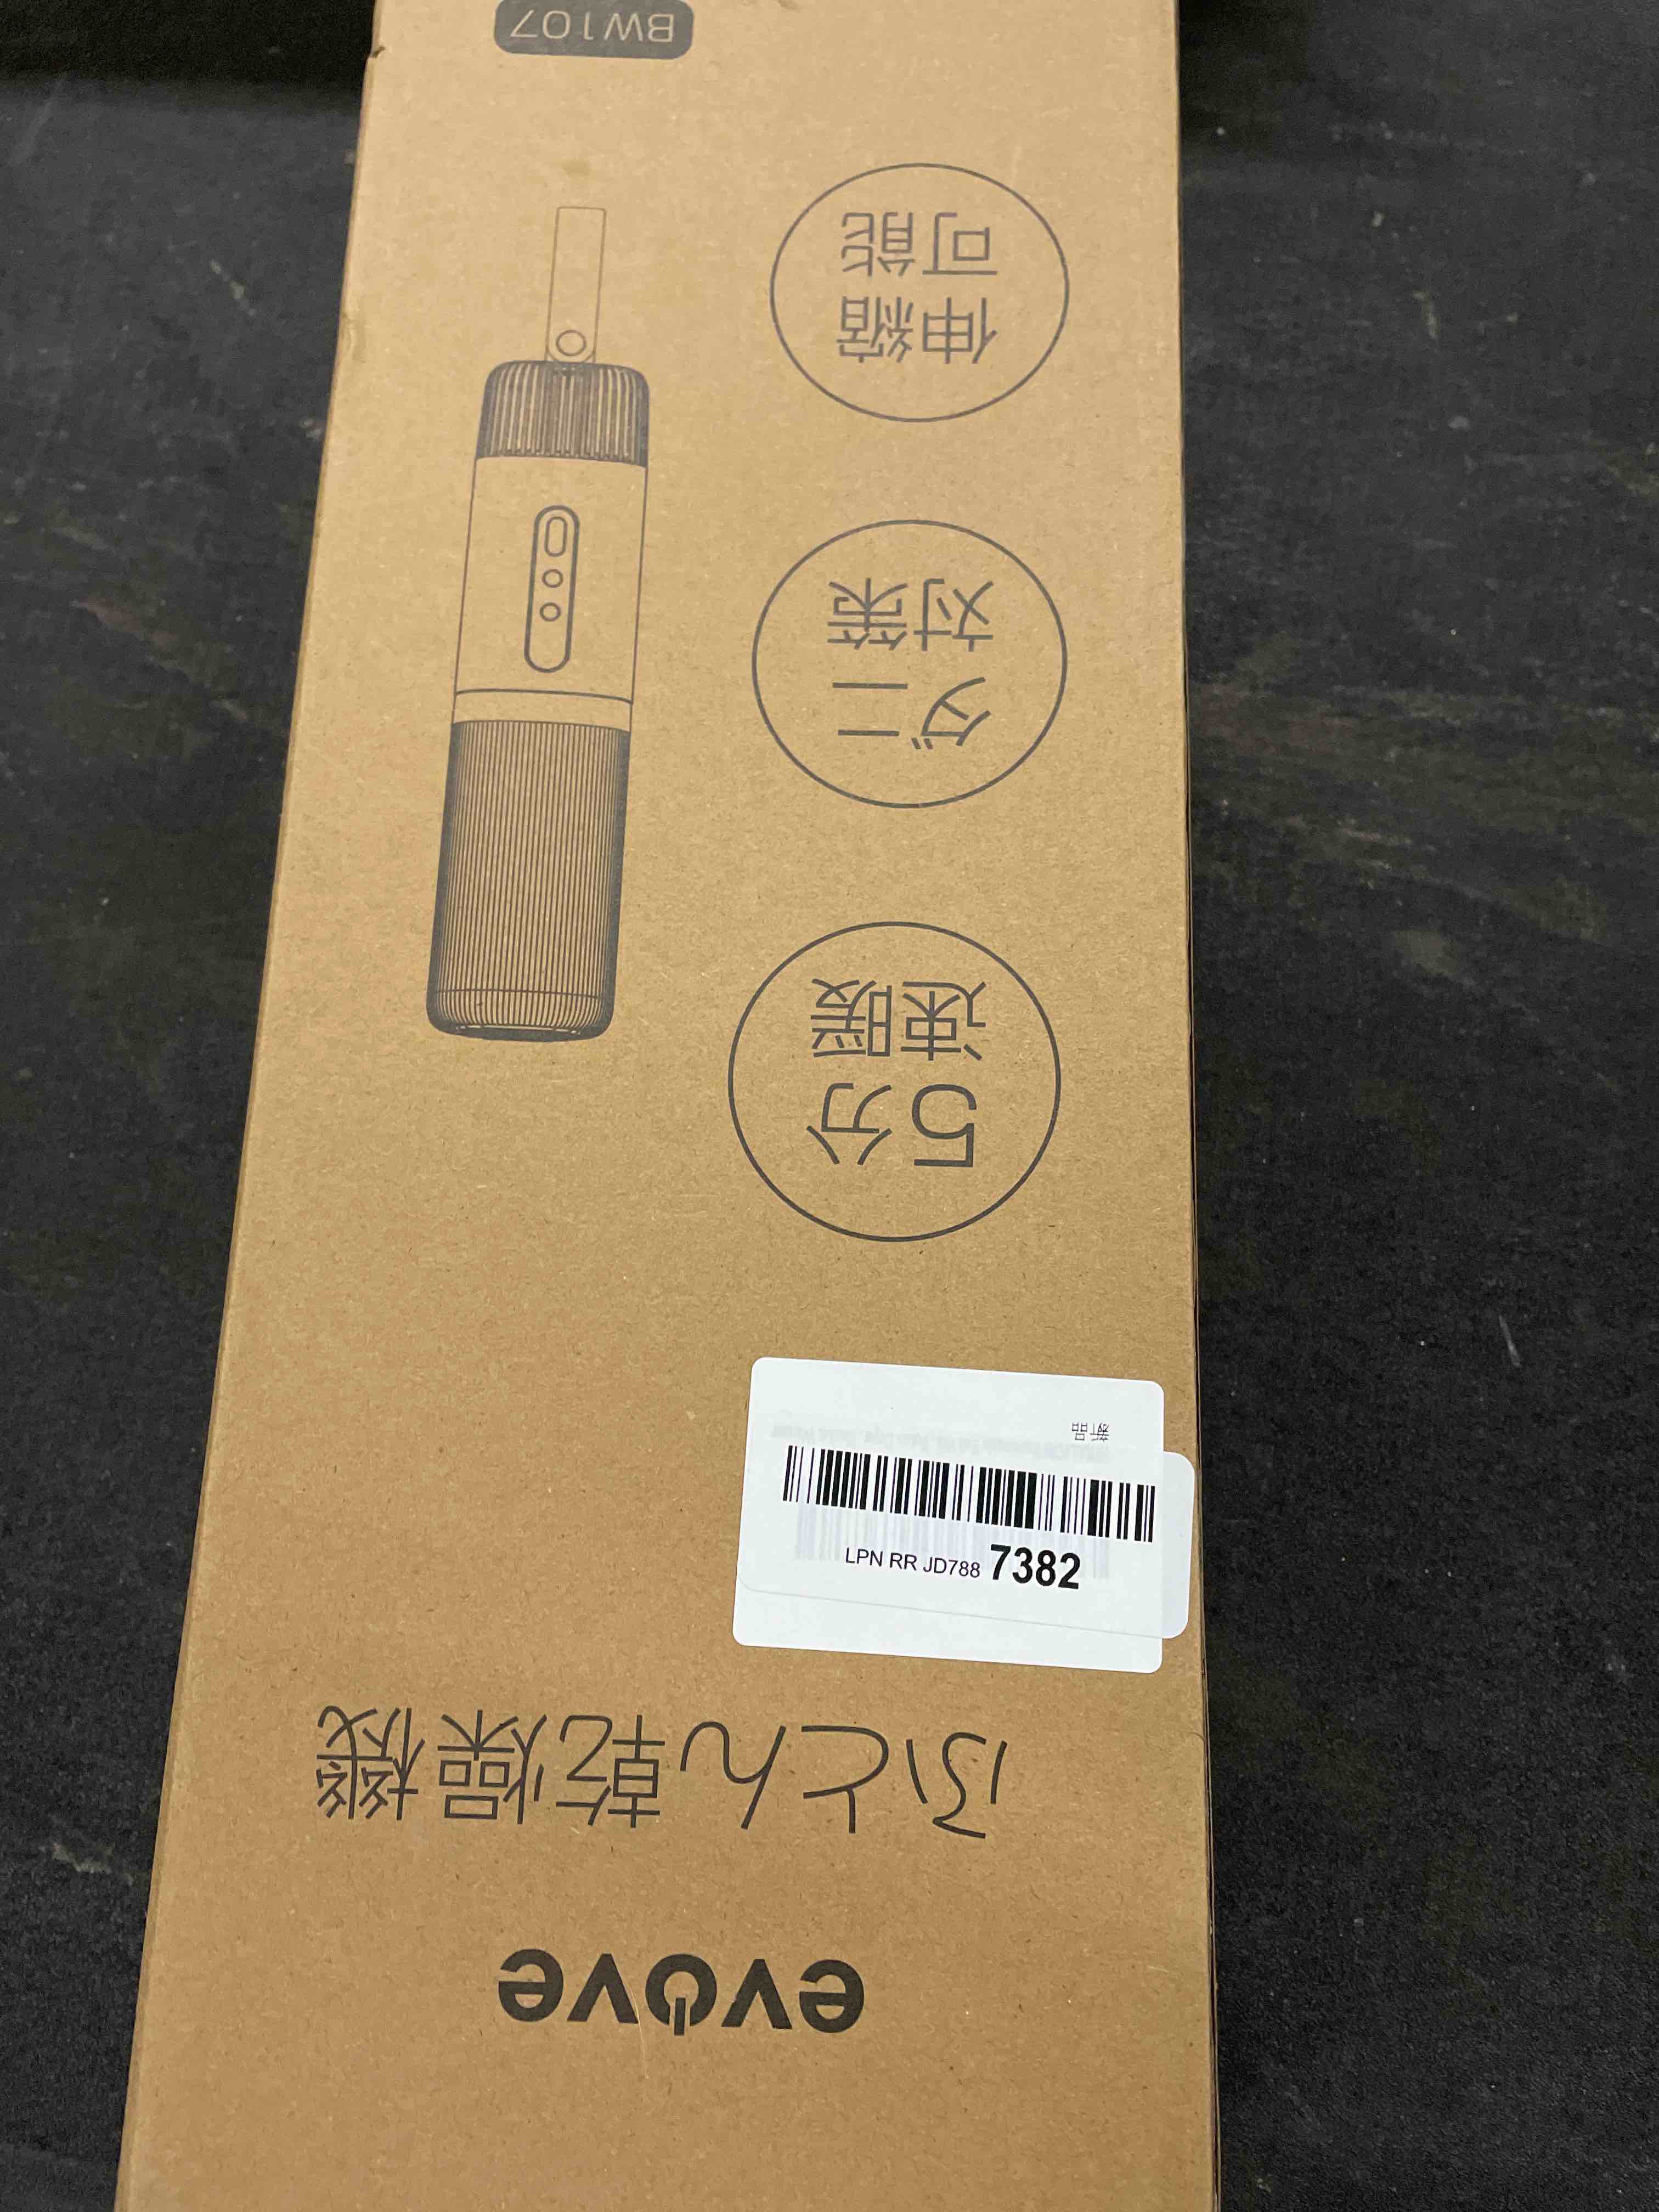 evove
ふとん乾燥機
5分
速暖
ダニ
対策
伸縮
可能
BW107
新品
LPN RR JD788 7382